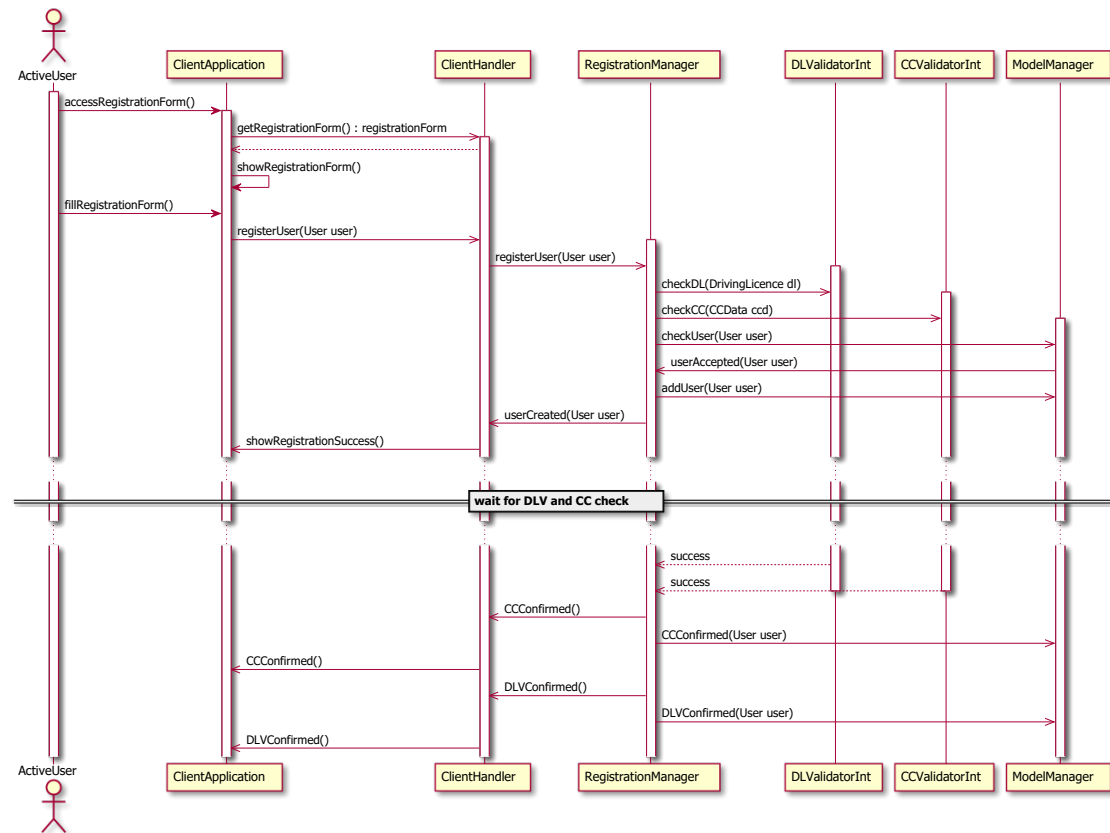 ActiveUser
ClientApplication
ClientHandler
RegistrationManager
DLValidatorInt
CCValidatorInt
ModelManager
accessRegistrationForm()
getRegistrationForm() : registrationForm
showRegistrationForm()
fillRegistrationForm()
registerUser(User user)
registerUser(User user)
checkDL(DrivingLicence dl)
checkCC(CCData ccd)
checkUser(User user)
userAccepted(User user)
addUser(User user)
userCreated(User user)
showRegistrationSuccess()
wait for DLV and CC check
success
success
CCConfirmed()
CCConfirmed(User user)
CCConfirmed()
DLVConfirmed()
DLVConfirmed(User user)
DLVConfirmed()
ActiveUser
ClientApplication
ClientHandler
RegistrationManager
DLValidatorInt
CCValidatorInt
ModelManager